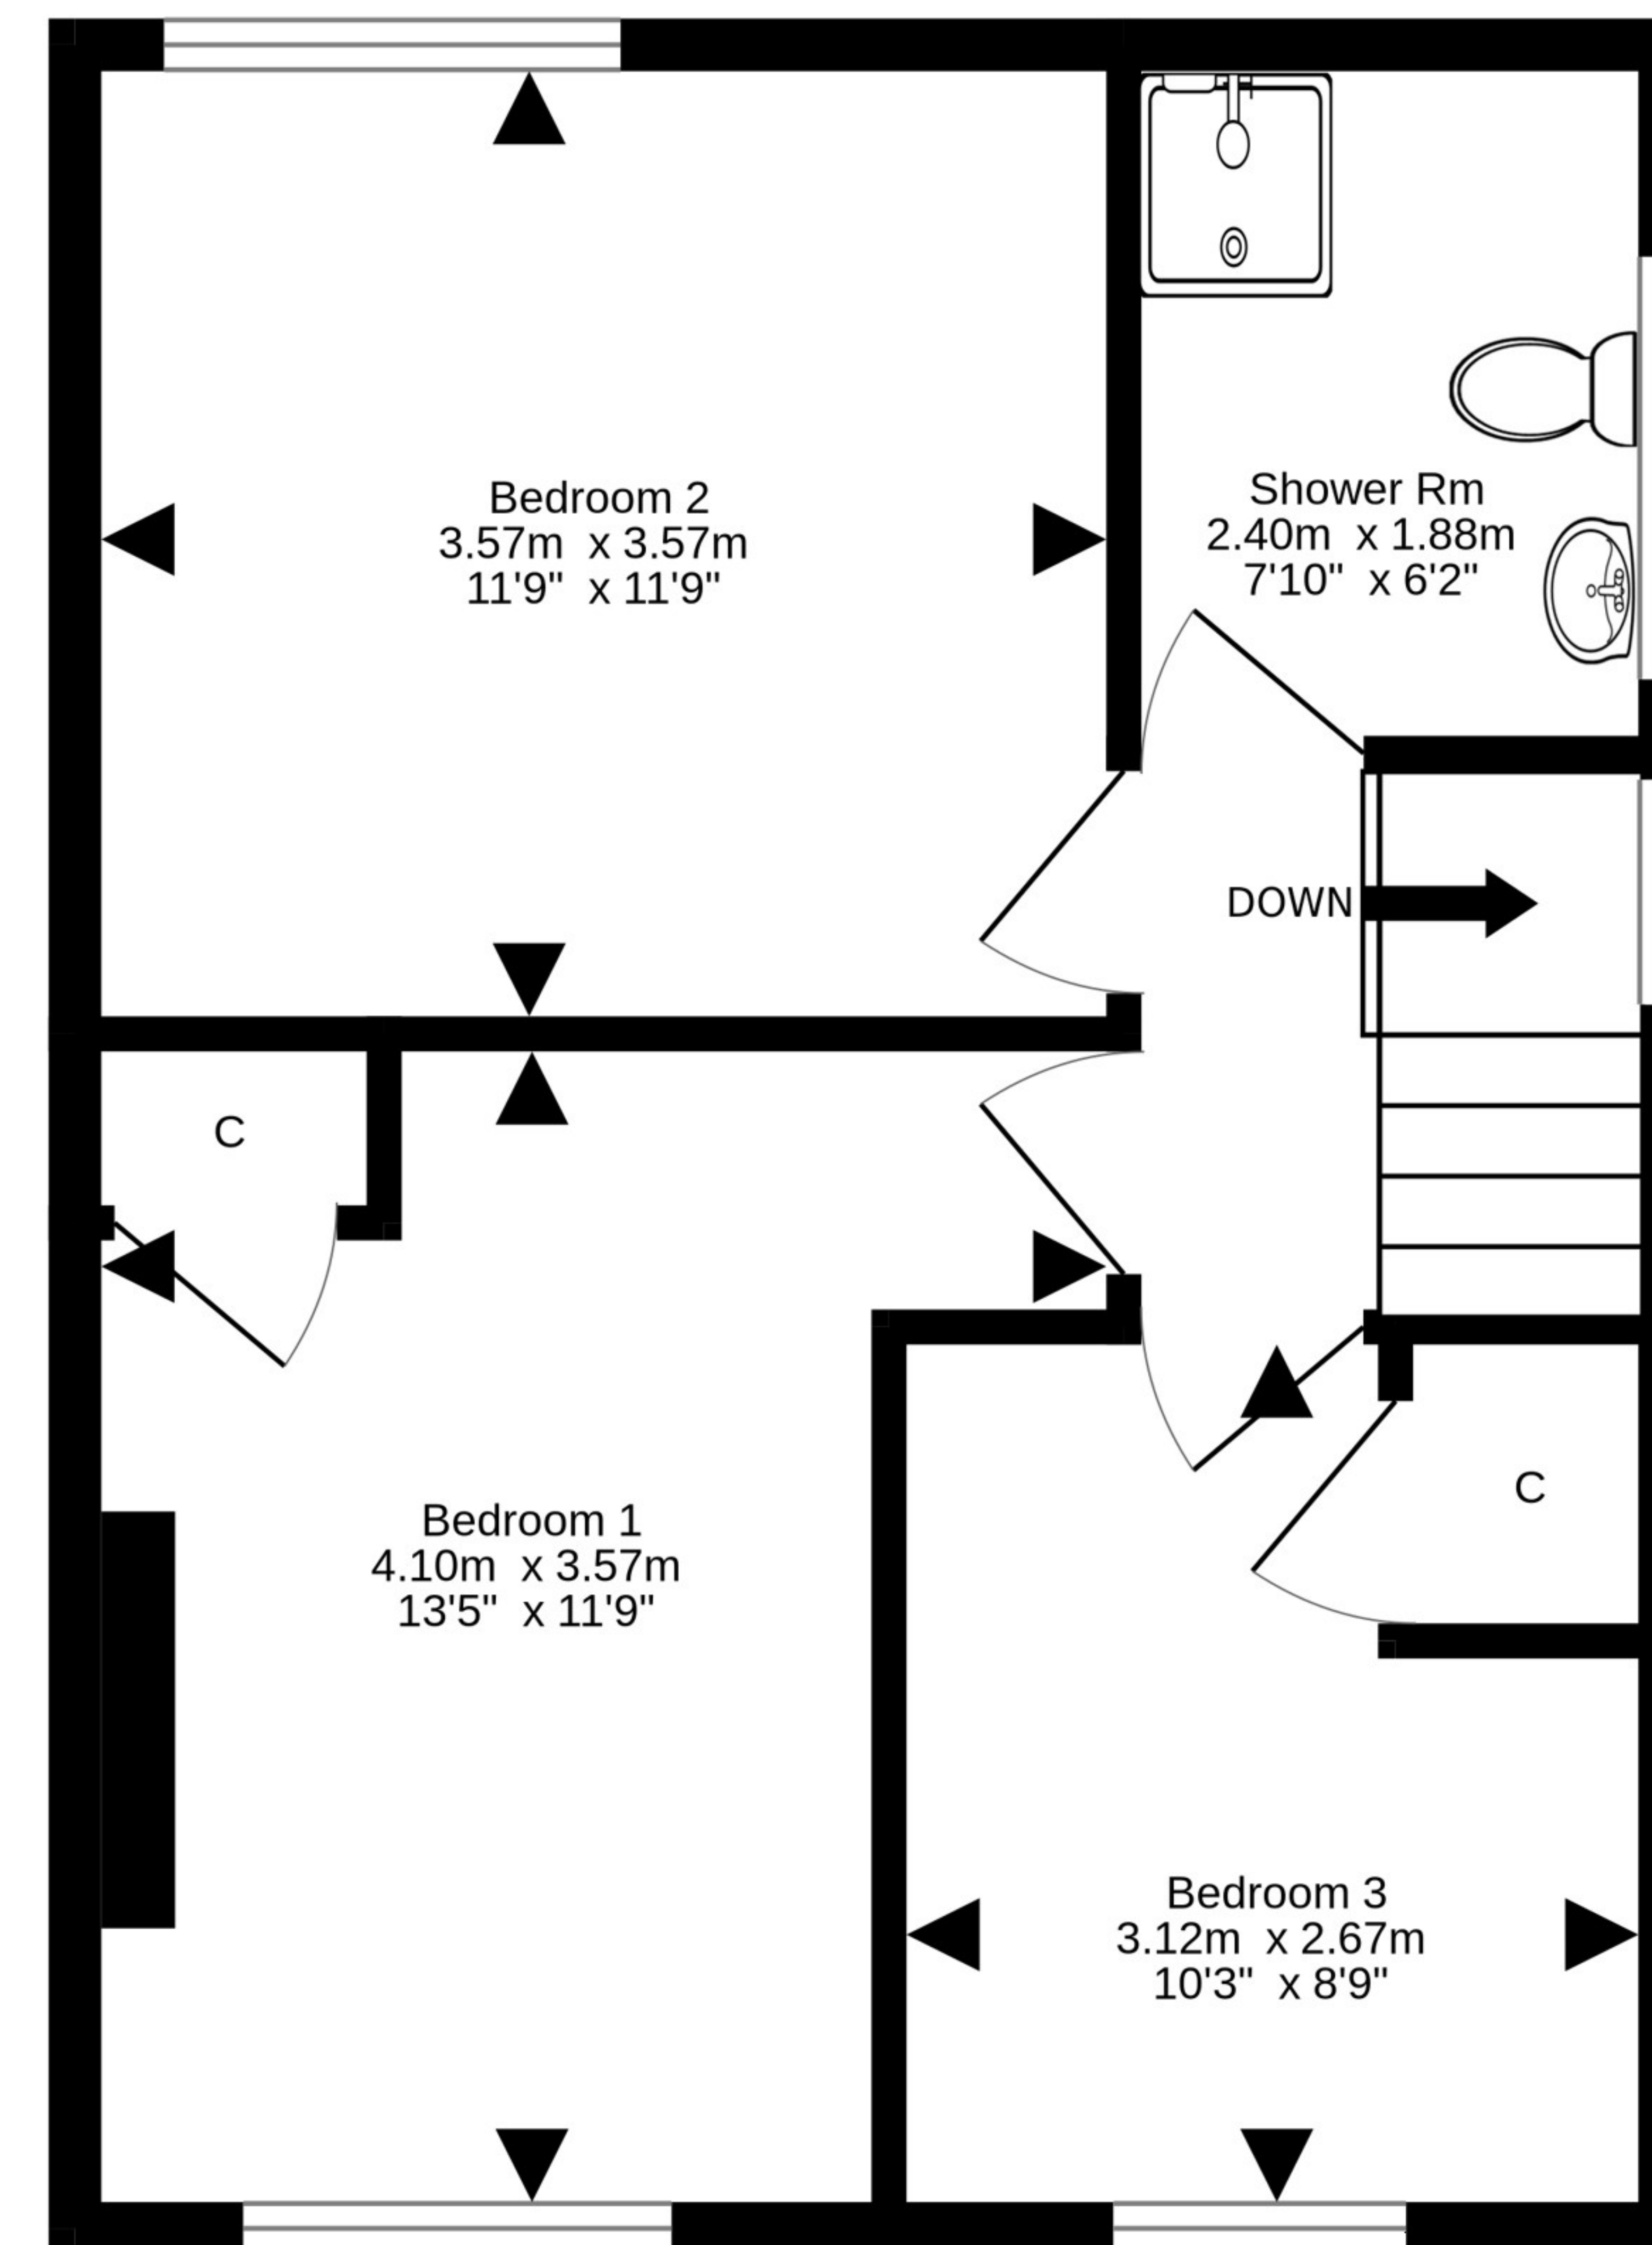 Bedroom 2
3.57m x 3.57m
11'9" x 11'9"
Shower Rm
2.40m x 1.88m
7'10" x 6'2"
DOWN
C
Bedroom 1
4.10m x 3.57m
13'5" x 11'9"
C
Bedroom 3
3.12m x 2.67m
10'3" x 8'9"